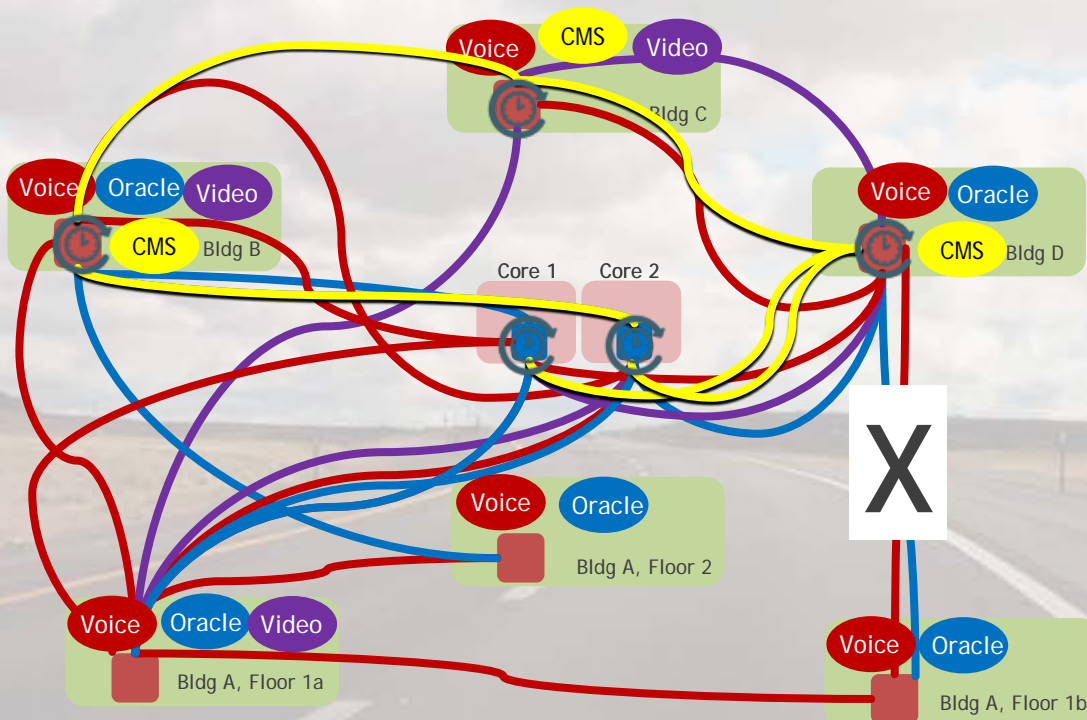 Voice
CMS
Video
Bldg C
Voice
Oracle
Video
CMS
Bldg B
Voice
Oracle
CMS
Bldg D
Core 1
Core 2
X
Voice
Oracle
Bldg A, Floor 2
Voice
Oracle
Video
Bldg A, Floor 1a
Voice
Oracle
Bldg A, Floor 1b